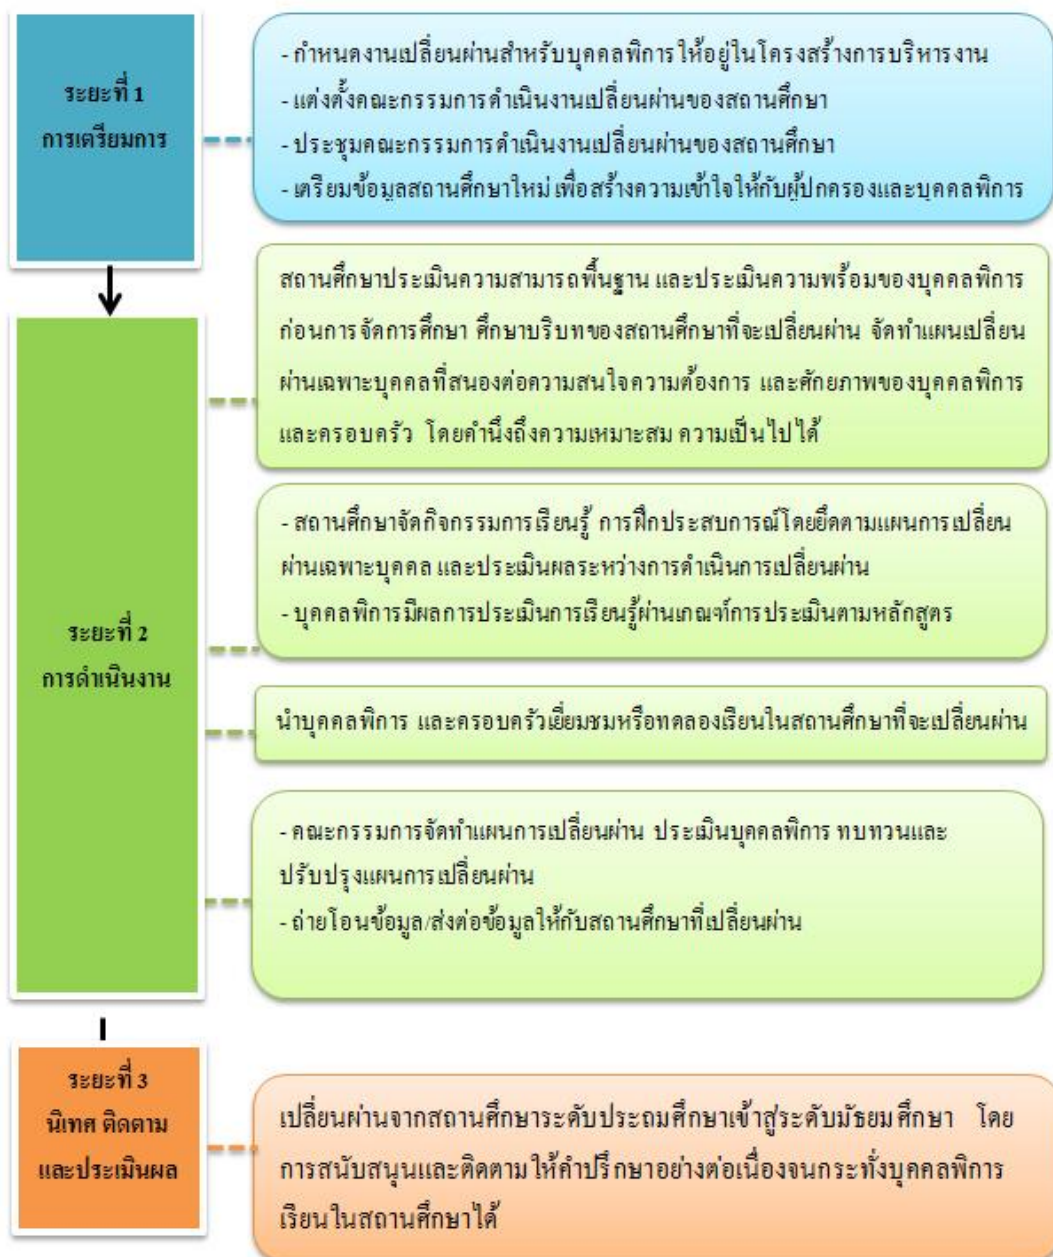 ระยะที่ 1
การเตรียมการ
- กำหนดงานเปลี่ยนผ่านสำหรับบุคคลพิการให้อยู่ในโครงสร้างการบริหารงาน
- แต่งตั้งคณะกรรมการดำเนินงานเปลี่ยนผ่านของสถานศึกษา
- ประชุมคณะกรรมการดำเนินงานเปลี่ยนผ่านของสถานศึกษา
- เตรียมข้อมูลสถานศึกษาใหม่ เพื่อสร้างความเข้าใจให้กับผู้ปกครองและบุคคลพิการ
ระยะที่ 2
การดำเนินงาน
สถานศึกษาประเมินความสามารถพื้นฐาน และประเมินความพร้อมของบุคคลพิการ
ก่อนการจัดการศึกษา ศึกษาบริบทของสถานศึกษาที่จะเปลี่ยนผ่าน จัดทำแผนเปลี่ยน
ผ่านเฉพาะบุคคลที่สนองต่อความสนใจความต้องการ และศักยภาพของบุคคลพิการ
และครอบครัว โดยคำนึงถึงความเหมาะสม ความเป็นไปได้
- สถานศึกษาจัดกิจกรรมการเรียนรู้ การฝึกประสบการณ์โดยยึดตามแผนการเปลี่ยน
ผ่านเฉพาะบุคคล และประเมินผลระหว่างการดำเนินการเปลี่ยนผ่าน
- บุคคลพิการมีผลการประเมินการเรียนรู้ผ่านเกณฑ์การประเมินตามหลักสูตร
นำบุคคลพิการ และครอบครัวเยี่ยมชมหรือทดลองเรียนในสถานศึกษาที่จะเปลี่ยนผ่าน
- คณะกรรมการจัดทำแผนการเปลี่ยนผ่าน ประเมินบุคคลพิการ ทบทวนและ
ปรับปรุงแผนการเปลี่ยนผ่าน
- ถ่ายโอนข้อมูล/ส่งต่อข้อมูลให้กับสถานศึกษาที่เปลี่ยนผ่าน
ระยะที่ 3
นิเทศ ติดตาม
และประเมินผล
เปลี่ยนผ่านจากสถานศึกษาระดับประถมศึกษาเข้าสู่ระดับมัธยมศึกษา โดย
การสนับสนุนและติดตาม ให้คำปรึกษาอย่างต่อเนื่องจนกระทั่งบุคคลพิการ
เรียนในสถานศึกษาได้